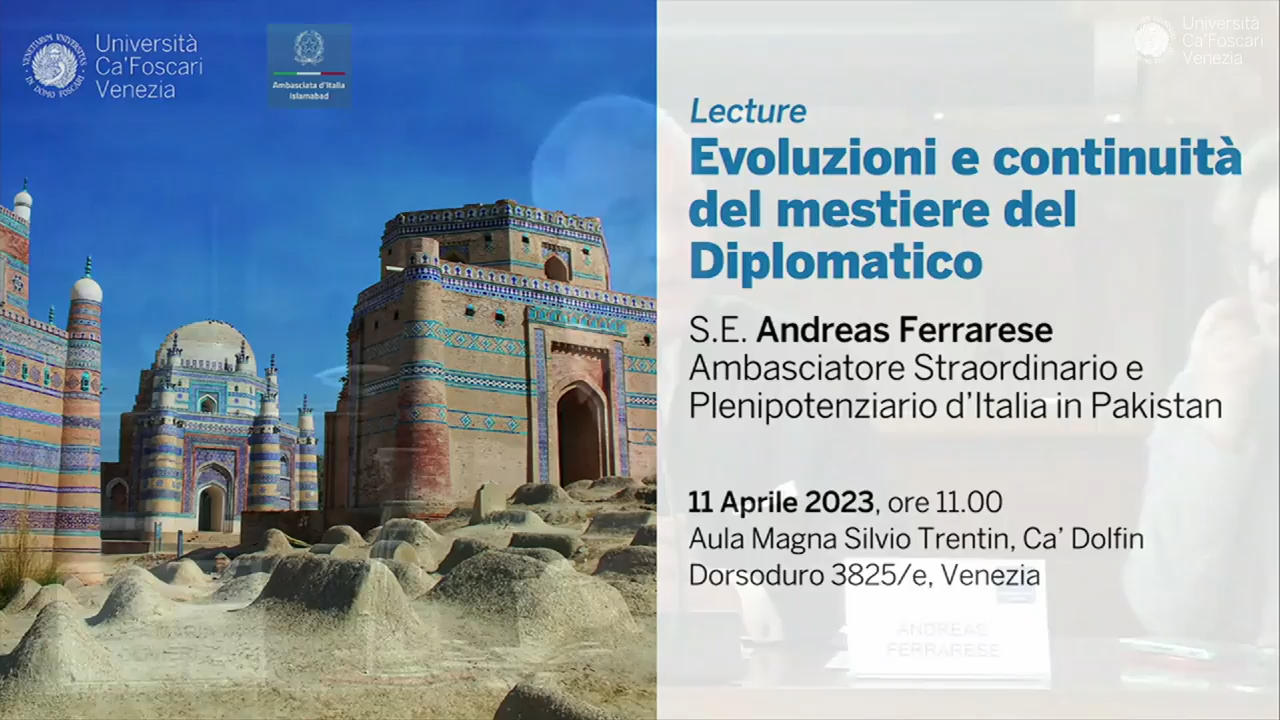 Università
Ca'Foscari
Venezia
Ambasciata d'Italia
Islamabad
Università
Ca'Foscari
Venezia
Lecture
Evoluzioni e continuità
del mestiere del
Diplomatico
S.E. Andreas Ferrarese
Ambasciatore Straordinario e
Plenipotenziario d'Italia in Pakistan
11 Aprile 2023, ore 11.00
Aula Magna Silvio Trentin, Ca' Dolfin
Dorsoduro 3825/e, Venezia
ANDREAS
FERRARESE